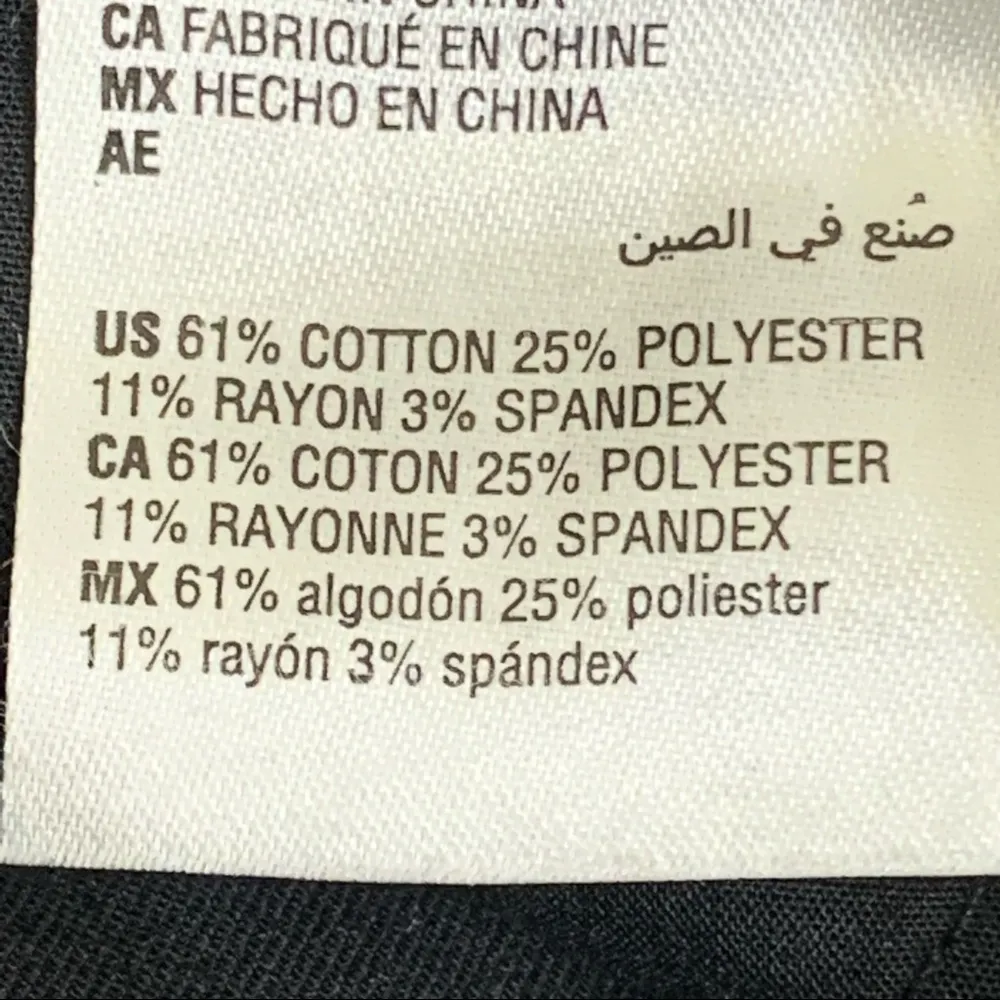 CHINA
CA FABRIQUÉ EN CHINE
MX HECHO EN CHINA
AE
صُنع في الصين
US 61% COTTON 25% POLYESTER
11% RAYON 3% SPANDEX
CA 61% COTON 25% POLYESTER
11% RAYONNE 3% SPANDEX
MX 61% algodón 25% poliester
11% rayón 3% spándex